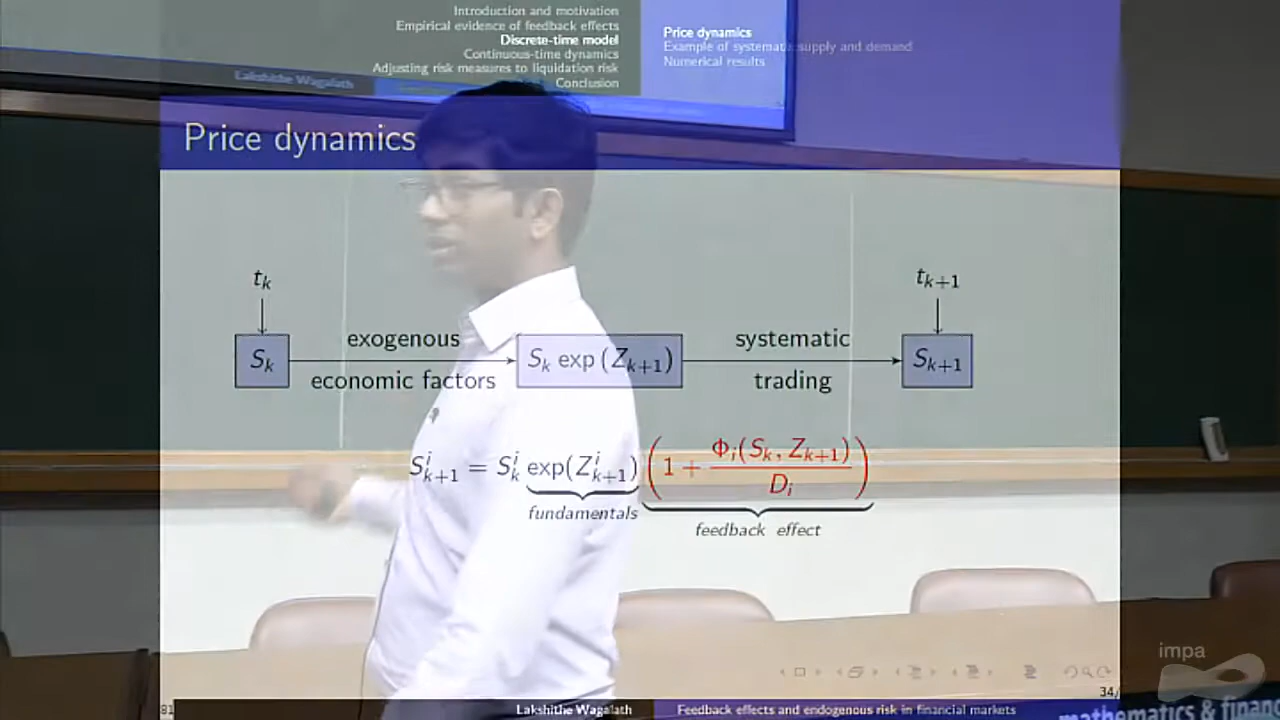 Introduction and motivation
Empirical evidence of feedback effects
Discrete-time model
Continuous-time dynamics
Adjusting risk measures to liquidation risk
Conclusion
Price dynamics
Example of systematic supply and demand
Numerical results
Lakshithe Wagalath
Price dynamics
t_k
t_{k+1}
S_k
exogenous
economic factors
S_k exp (Z_{k+1})
systematic
trading
S_{k+1}
S^i_{k+1} = S^i_k exp(Z^i_{k+1}) (1 + Φ_i(S_k, Z_{k+1}) / D_i)
fundamentals
feedback effect
impa
34/
81
Lakshithe Wagalath
Feedback effects and endogenous risk in financial markets
mathematics & finan